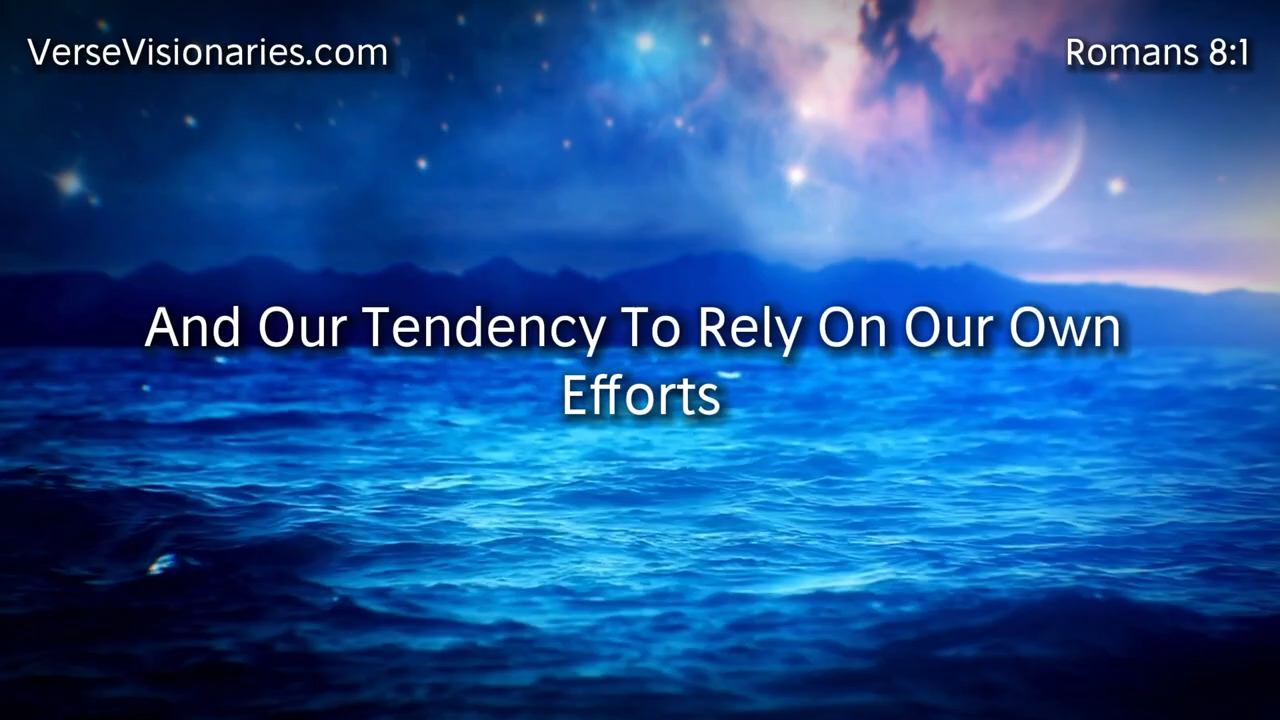 VerseVisionaries.com
Romans 8:1
And Our Tendency To Rely On Our Own
Efforts